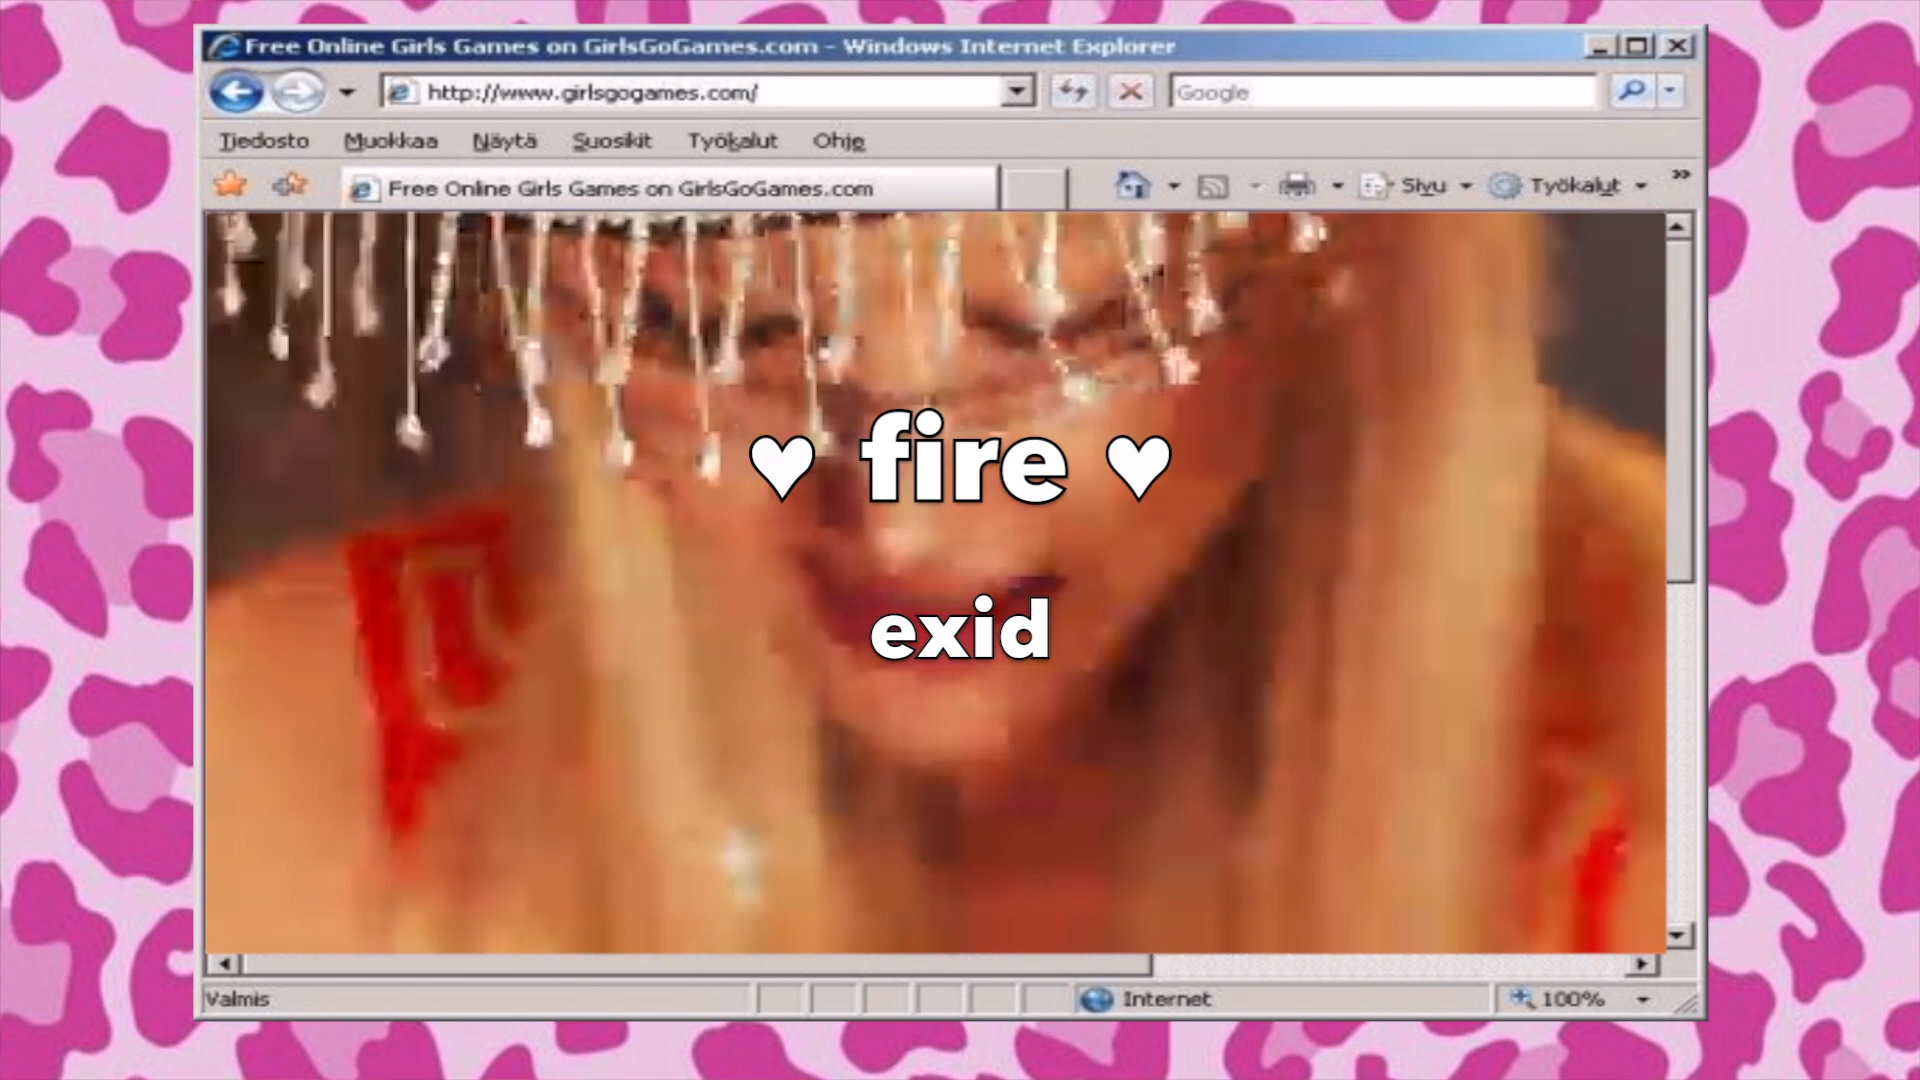 Free Online Girls Games on GirlsGoGames.com - Windows Internet Explorer
http://www.girlsgogames.com/
Google
Tiedosto Muokkaa Näytä Suosikit Työkalut Ohje
Free Online Girls Games on GirlsGoGames.com
Sivu Työkalut »
♥ fire ♥
exid
Valmis Internet 100%